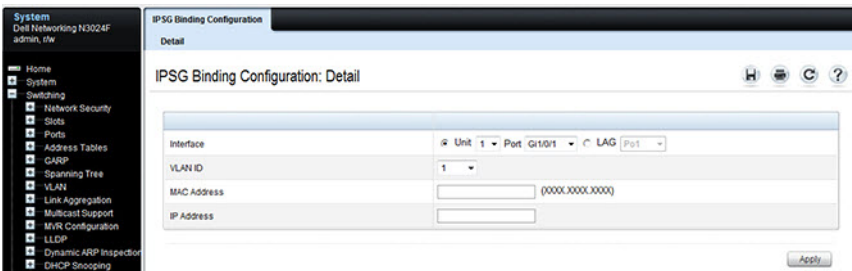 System
Dell Networking N3024F
admin, r/w
Home
System
Switching
Network Security
Slots
Ports
Address Tables
GARP
Spanning Tree
VLAN
Link Aggregation
Multicast Support
MVR Configuration
LLDP
Dynamic ARP Inspection
DHCP Snooping
IPSG Binding Configuration
Detail
IPSG Binding Configuration: Detail
H ?
Interface Unit 1 Port Gi1/0/1 LAG Po1
VLAN ID 1
MAC Address (XXXX.XXXX.XXXX)
IP Address
Apply